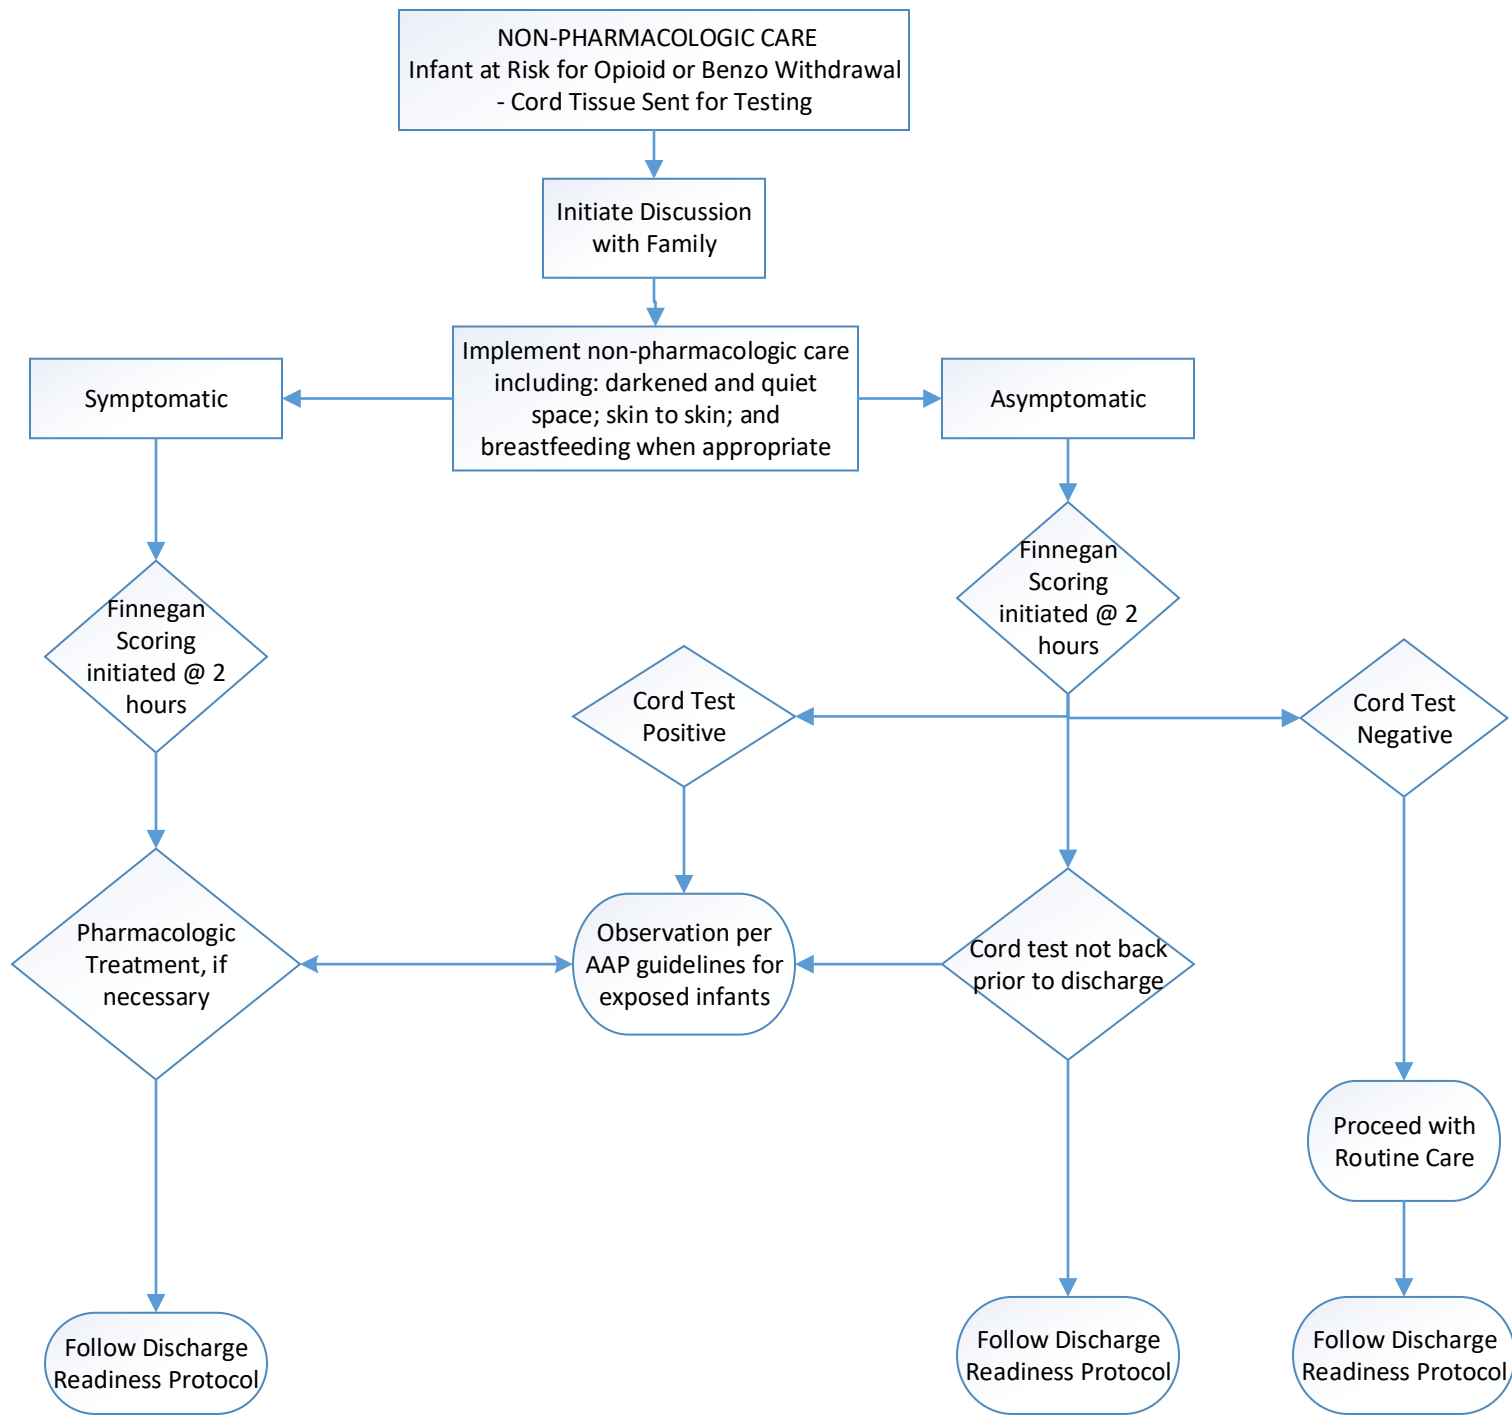 NON-PHARMACOLOGIC CARE
Infant at Risk for Opioid or Benzo Withdrawal
- Cord Tissue Sent for Testing
Initiate Discussion
with Family
Implement non-pharmacologic care
including: darkened and quiet
space; skin to skin; and
breastfeeding when appropriate
Symptomatic
Asymptomatic
Finnegan
Scoring
initiated @ 2
hours
Finnegan
Scoring
initiated @ 2
hours
Cord Test
Positive
Cord Test
Negative
Pharmacologic
Treatment, if
necessary
Observation per
AAP guidelines for
exposed infants
Cord test not back
prior to discharge
Proceed with
Routine Care
Follow Discharge
Readiness Protocol
Follow Discharge
Readiness Protocol
Follow Discharge
Readiness Protocol